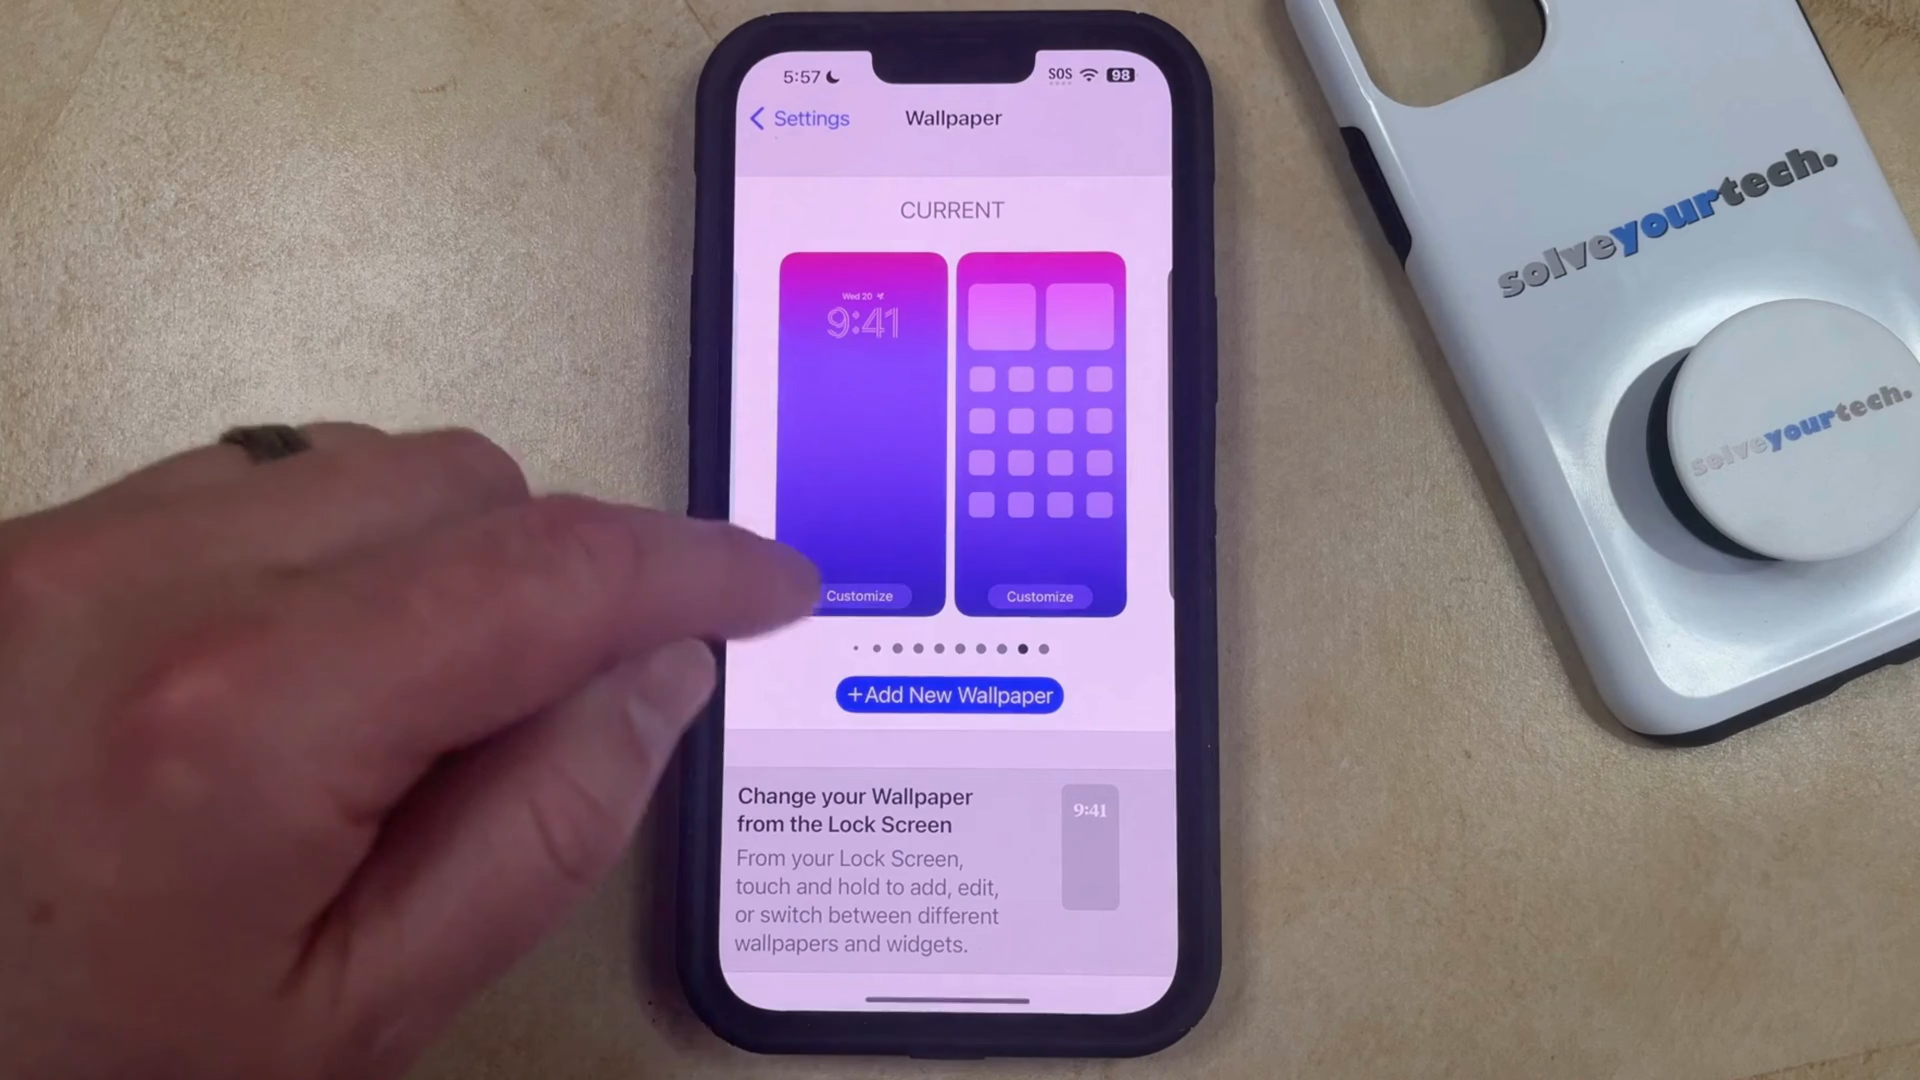 5:57
SOS
98
Settings
Wallpaper
CURRENT
Wed 20
9:41
Customize
Customize
+Add New Wallpaper
Change your Wallpaper
from the Lock Screen
9:41
From your Lock Screen,
touch and hold to add, edit,
or switch between different
wallpapers and widgets.
solveyourtech.
solveyourtech.